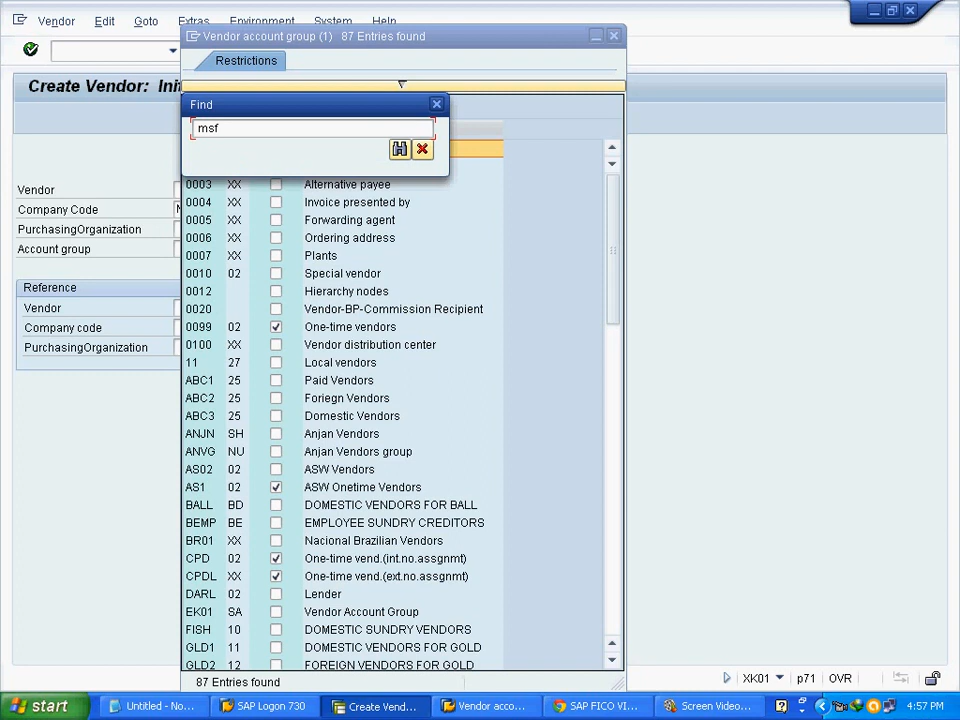 Vendor Edit Goto Extras Environment System Help
Vendor account group (1) 87 Entries found
Restrictions
Create Vendor: Ini
Find
msf
Vendor
Company Code
PurchasingOrganization
Account group
Reference
Vendor
Company code
PurchasingOrganization
0003 XX Alternative payee
0004 XX Invoice presented by
0005 XX Forwarding agent
0006 XX Ordering address
0007 XX Plants
0010 02 Special vendor
0012 Hierarchy nodes
0020 Vendor-BP-Commission Recipient
0099 02 One-time vendors
0100 XX Vendor distribution center
11 27 Local vendors
ABC1 25 Paid Vendors
ABC2 25 Foriegn Vendors
ABC3 25 Domestic Vendors
ANJN SH Anjan Vendors
ANVG NU Anjan Vendors group
AS02 02 ASW Vendors
AS1 02 ASW Onetime Vendors
BALL BD DOMESTIC VENDORS FOR BALL
BEMP BE EMPLOYEE SUNDRY CREDITORS
BR01 XX Nacional Brazilian Vendors
CPD 02 One-time vend.(int.no.assgnmt)
CPDL XX One-time vend.(ext.no.assgnmt)
DARL 02 Lender
EK01 SA Vendor Account Group
FISH 10 DOMESTIC SUNDRY VENDORS
GLD1 11 DOMESTIC VENDORS FOR GOLD
GLD2 12 FOREIGN VENDORS FOR GOLD
87 Entries found
XK01 p71 OVR
start Untitled - No... SAP Logon 730 Create Vend... Vendor acco... SAP FICO VI... Screen Video... 4:57 PM